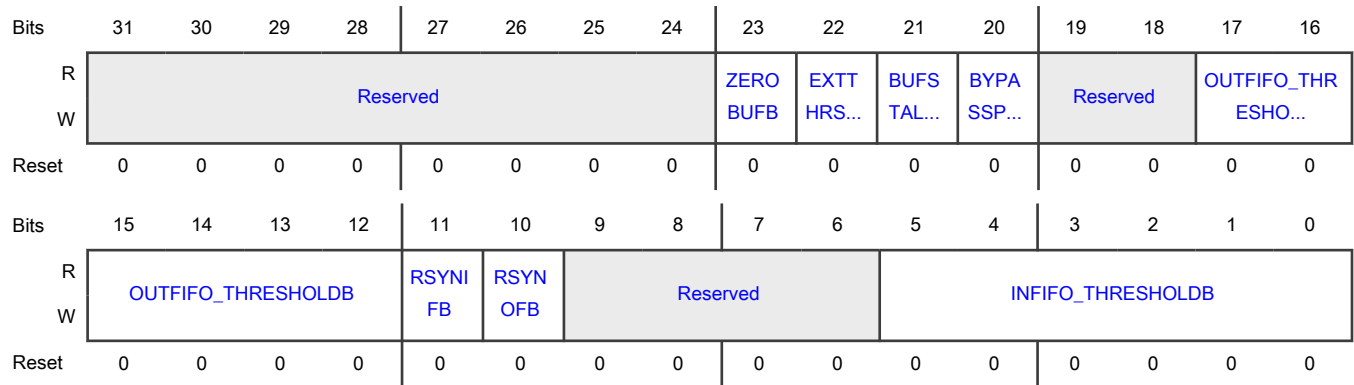 Bits 31 30 29 28 27 26 25 24 23 22 21 20 19 18 17 16
R
W
Reserved
ZERO
BUFB
EXTT
HRS...
BUFS
TAL...
BYPA
SSP...
Reserved
OUTFIFO_THR
ESHO...
Reset 0 0 0 0 0 0 0 0 0 0 0 0 0 0 0 0
Bits 15 14 13 12 11 10 9 8 7 6 5 4 3 2 1 0
R
W
OUTFIFO_THRESHOLDB
RSYNI
FB
RSYN
OFB
Reserved
INFIFO_THRESHOLDB
Reset 0 0 0 0 0 0 0 0 0 0 0 0 0 0 0 0